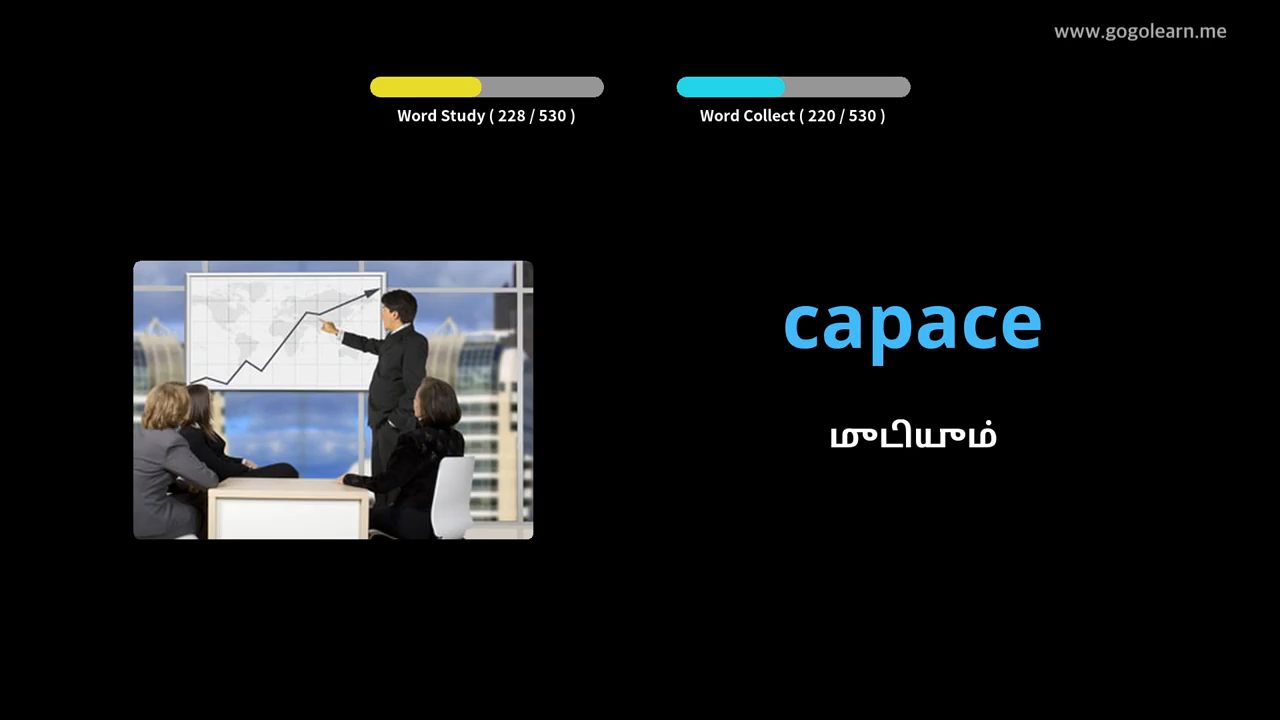 www.gogolearn.me
Word Study ( 228 / 530 )
Word Collect ( 220 / 530 )
capace
முடியும்